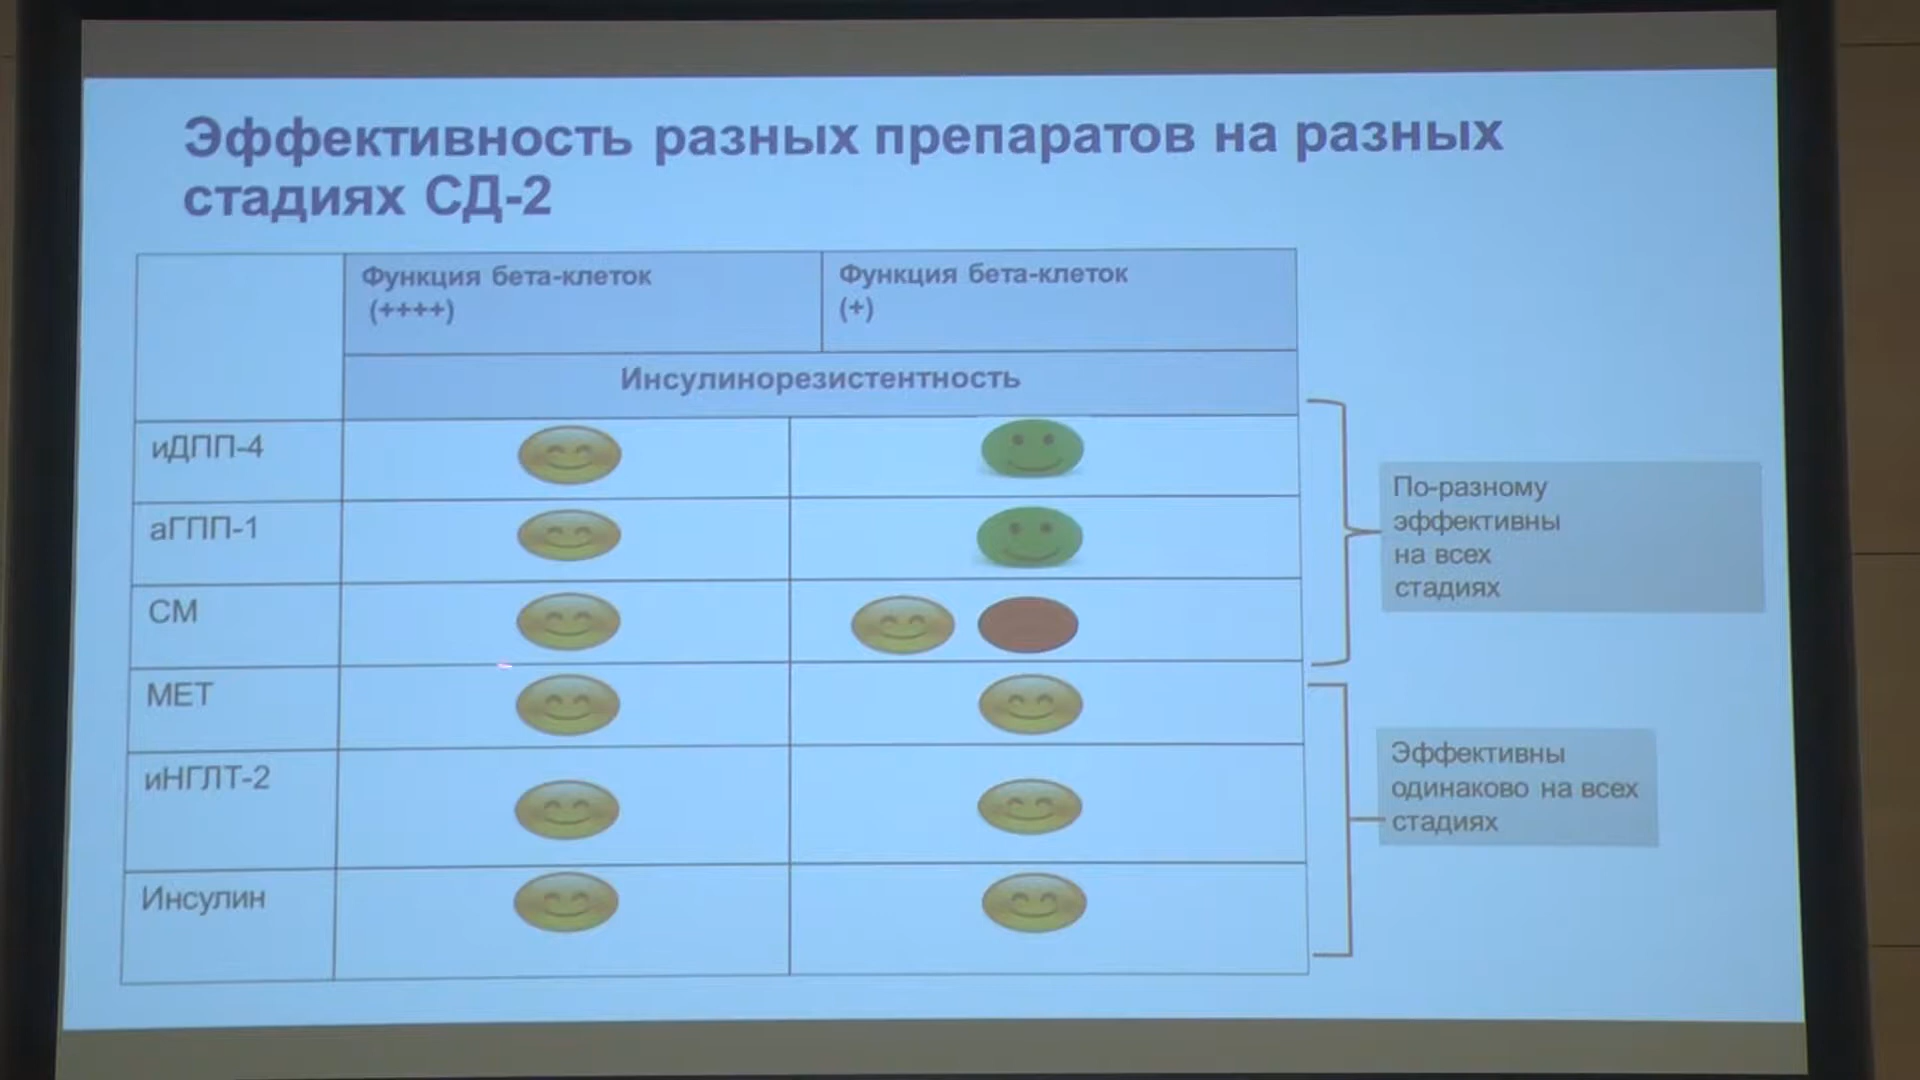 Эффективность разных препаратов на разных
стадиях СД-2
Функция бета-клеток
(++++)
Функция бета-клеток
(+)
Инсулинорезистентность
иДПП-4
аГПП-1
СМ
МЕТ
иНГЛТ-2
Инсулин
По-разному
эффективны
на всех
стадиях
Эффективны
одинаково на всех
стадиях